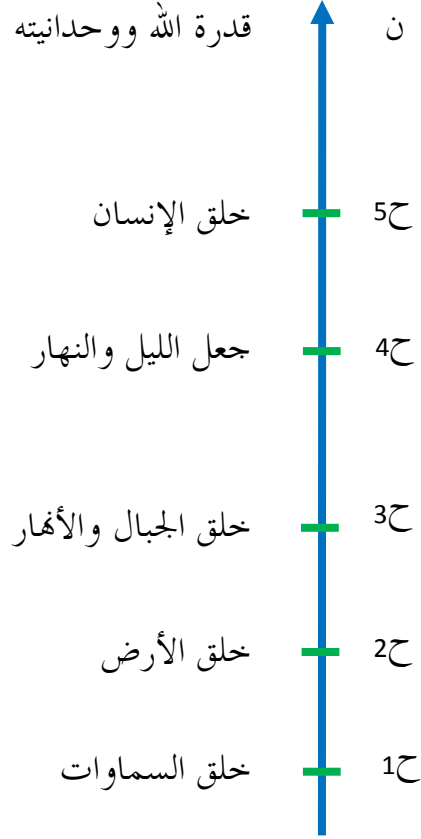 ن قدرة الله ووحدانيته
ح5 خلق الإنسان
ح4 جعل الليل والنهار
ح3 خلق الجبال والأنهار
ح2 خلق الأرض
ح1 خلق السماوات